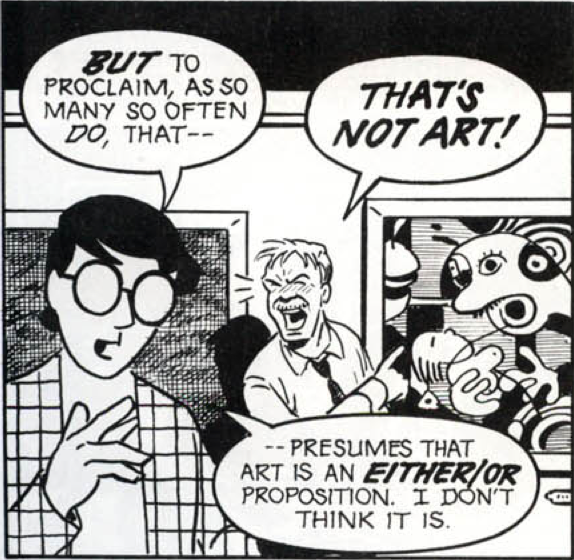 BUT TO
PROCLAIM, AS SO
MANY SO OFTEN
DO, THAT--
THAT'S
NOT ART!
--PRESUMES THAT
ART IS AN EITHER/OR
PROPOSITION. I DON'T
THINK IT IS.